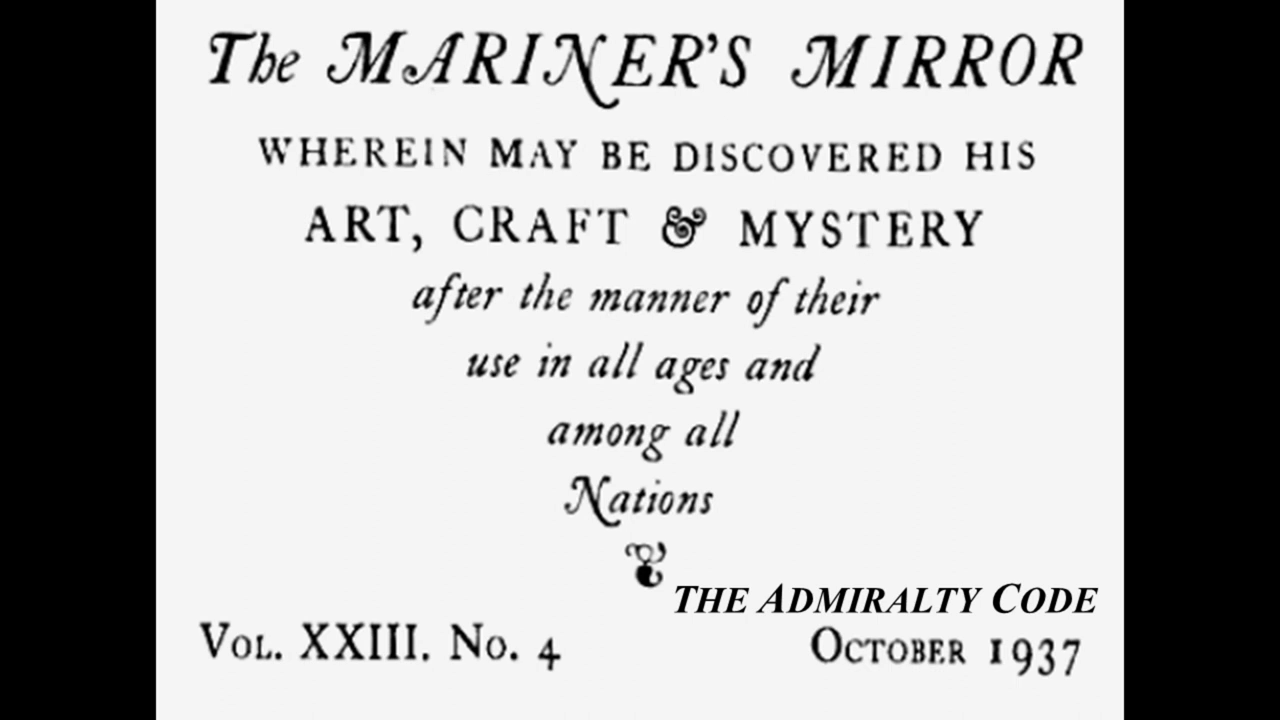 The MARINER'S MIRROR
WHEREIN MAY BE DISCOVERED HIS
ART, CRAFT & MYSTERY
after the manner of their
use in all ages and
among all
Nations
THE ADMIRALTY CODE
VOL. XXIII. No. 4
OCTOBER 1937